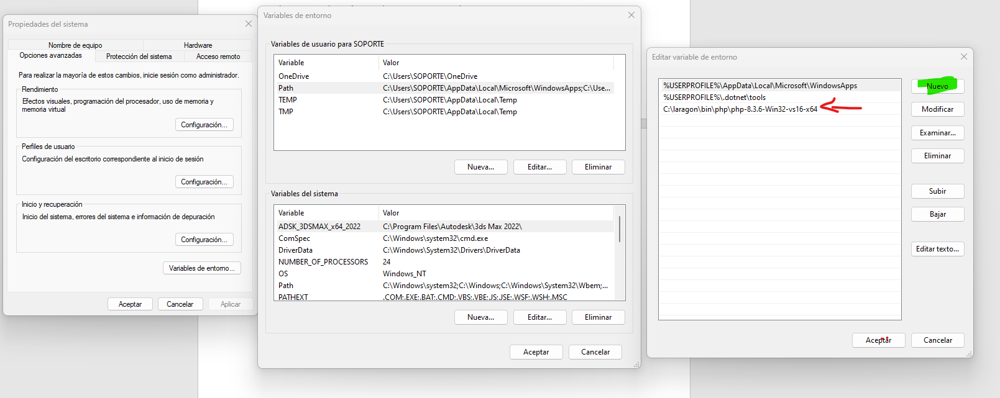 Propiedades del sistema
Nombre de equipo
Hardware
Opciones avanzadas
Protección del sistema
Acceso remoto
Para realizar la mayoría de estos cambios, inicie sesión como administrador.
Rendimiento
Efectos visuales, programación del procesador, uso de memoria y
memoria virtual
Configuración...
Perfiles de usuario
Configuración del escritorio correspondiente al inicio de sesión
Configuración...
Inicio y recuperación
Inicio del sistema, errores del sistema e información de depuración
Configuración...
Variables de entorno...
Aceptar
Cancelar
Aplicar
Variables de entorno
Variables de usuario para SOPORTE
Variable Valor
OneDrive C:\Users\SOPORTE\OneDrive
Path C:\Users\SOPORTE\AppData\Local\Microsoft\WindowsApps;C:\Use...
TEMP C:\Users\SOPORTE\AppData\Local\Temp
TMP C:\Users\SOPORTE\AppData\Local\Temp
Nueva...
Editar...
Eliminar
Variables del sistema
Variable Valor
ADSK_3DSMAX_x64_2022 C:\Program Files\Autodesk\3ds Max 2022\
ComSpec C:\Windows\system32\cmd.exe
DriverData C:\Windows\System32\Drivers\DriverData
NUMBER_OF_PROCESSORS 24
OS Windows_NT
Path C:\Windows\system32;C:\Windows;C:\Windows\System32\Wbem;...
PATHEXT .COM;.EXE;.BAT;.CMD;.VBS;.VBE;.JS;.JSE;.WSF;.WSH;.MSC
Nueva...
Editar...
Eliminar
Aceptar
Cancelar
Editar variable de entorno
%USERPROFILE%\AppData\Local\Microsoft\WindowsApps
%USERPROFILE%\.dotnet\tools
C:\laragon\bin\php\php-8.3.6-Win32-vs16-x64
Nuevo
Modificar
Examinar...
Eliminar
Subir
Bajar
Editar texto...
Aceptar
Cancelar